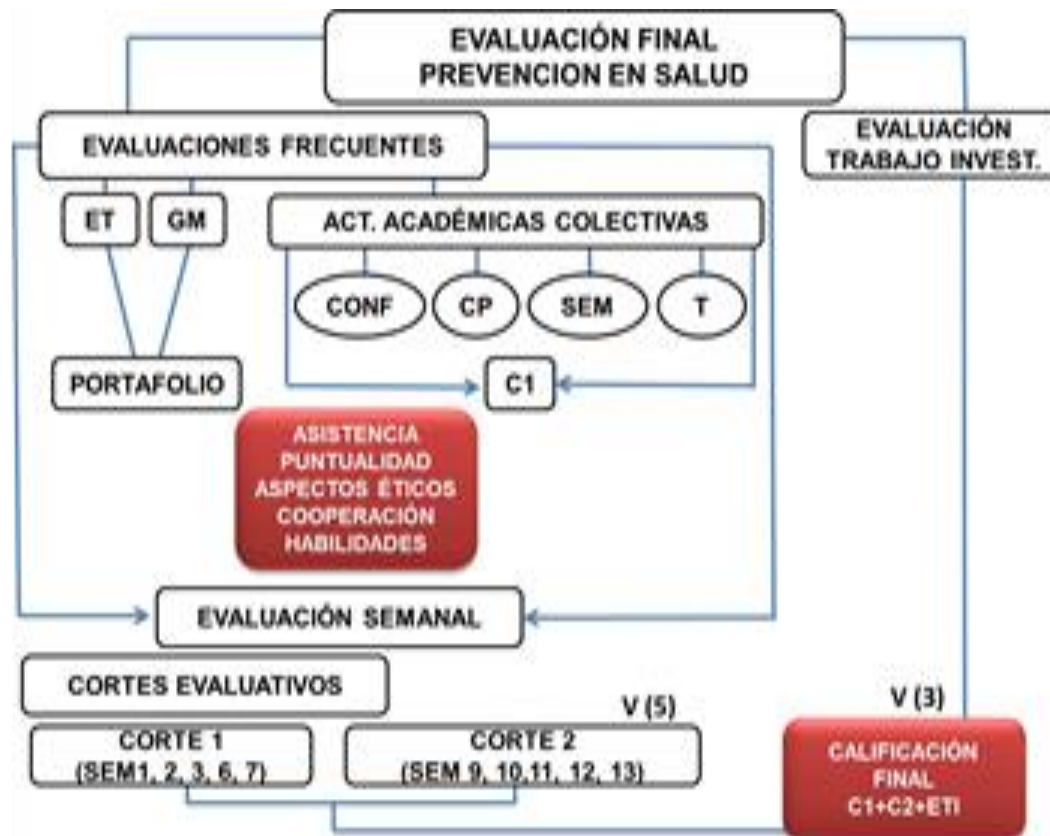 EVALUACIÓN FINAL
PREVENCION EN SALUD
EVALUACIONES FRECUENTES
EVALUACIÓN
TRABAJO INVEST.
ET
GM
ACT. ACADÉMICAS COLECTIVAS
CONF
CP
SEM
T
PORTAFOLIO
C1
ASISTENCIA
PUNTUALIDAD
ASPECTOS ÉTICOS
COOPERACIÓN
HABILIDADES
EVALUACIÓN SEMANAL
CORTES EVALUATIVOS
V (5)
V (3)
CORTE 1
(SEM1, 2, 3, 6, 7)
CORTE 2
(SEM 9, 10,11, 12, 13)
CALIFICACIÓN
FINAL
C1+C2+ETI